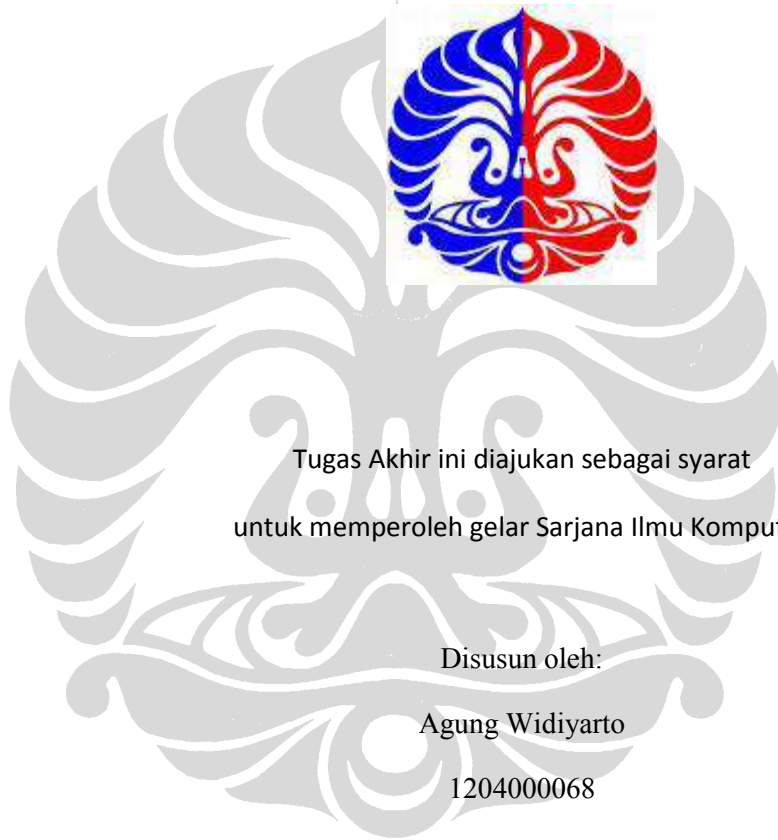 Tugas Akhir ini diajukan sebagai syarat
untuk memperoleh gelar Sarjana Ilmu
Disusun oleh:
Agung Widiyarto
1204000068